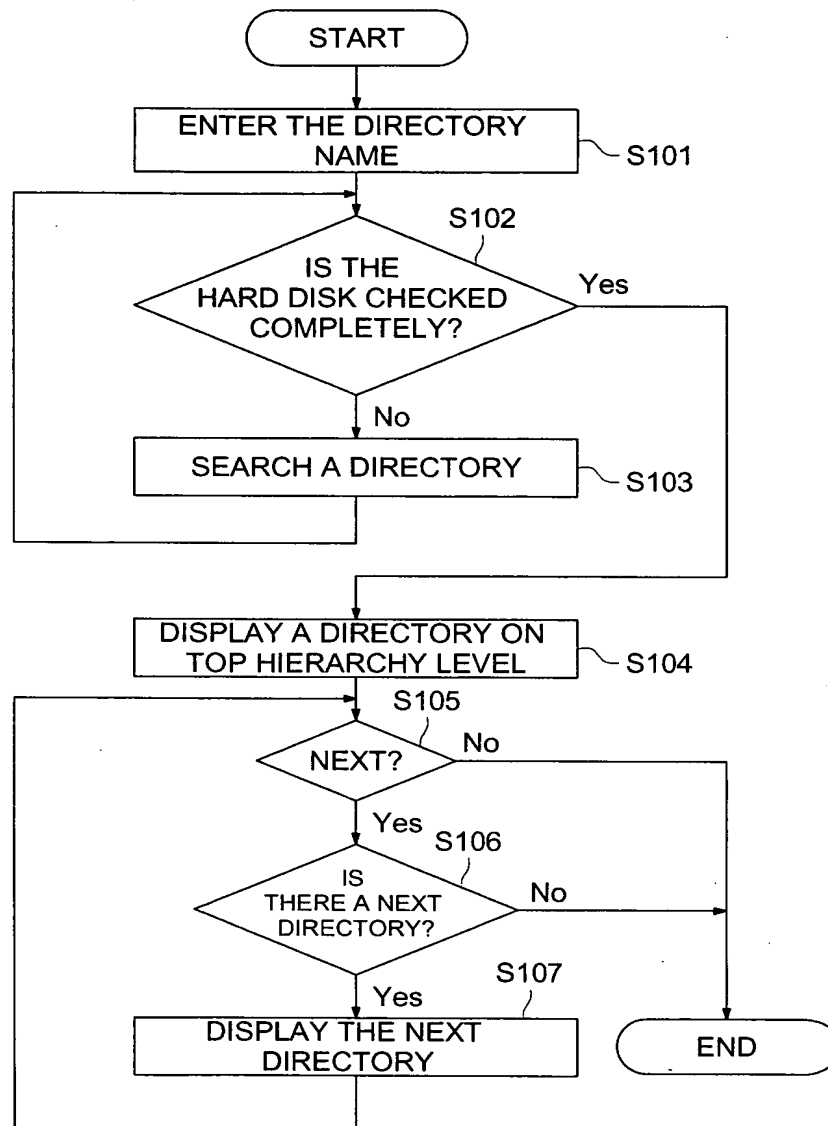 START
ENTER THE DIRECTORY
NAME
S101
S102
IS THE
HARD DISK CHECKED
COMPLETELY?
Yes
No
SEARCH A DIRECTORY
S103
DISPLAY A DIRECTORY ON
TOP HIERARCHY LEVEL
S104
S105
NEXT?
No
Yes
S106
IS
THERE A NEXT
DIRECTORY?
No
Yes
S107
DISPLAY THE NEXT
DIRECTORY
END